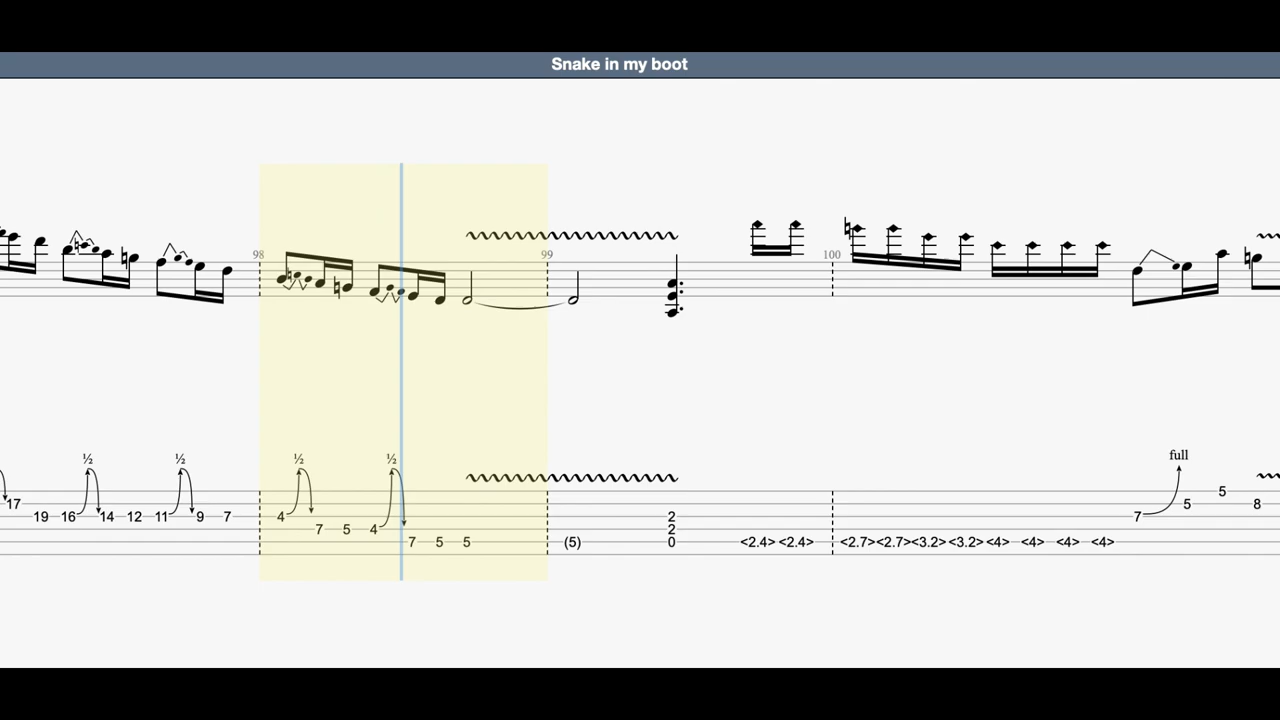 Snake in my boot
98 99 100
½ ½ ½ ½ full
5
17 5 8
19 16 14 12 11 9 7 4 2 7
7 5 4 2
7 5 5 (5) 0 <2.4> <2.4> <2.7> <2.7> <3.2> <3.2> <4> <4> <4> <4>